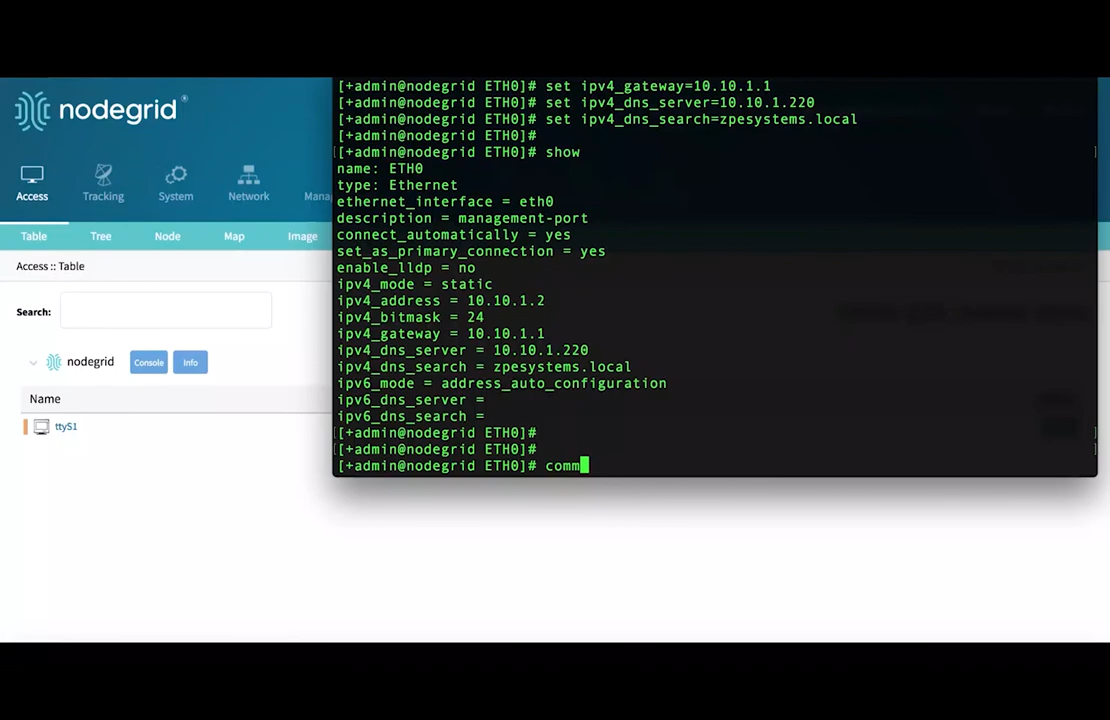 nodegrid®
Access
Tracking
System
Network
Mana
Table
Tree
Node
Map
Image
Access :: Table
Search:
nodegrid
Console
Info
Name
ttyS1
[+admin@nodegrid ETH0]# set ipv4_gateway=10.10.1.1
[+admin@nodegrid ETH0]# set ipv4_dns_server=10.10.1.220
[+admin@nodegrid ETH0]# set ipv4_dns_search=zpesystems.local
[+admin@nodegrid ETH0]#
[[+admin@nodegrid ETH0]# show ]
name: ETH0
type: Ethernet
ethernet_interface = eth0
description = management-port
connect_automatically = yes
set_as_primary_connection = yes
enable_lldp = no
ipv4_mode = static
ipv4_address = 10.10.1.2
ipv4_bitmask = 24
ipv4_gateway = 10.10.1.1
ipv4_dns_server = 10.10.1.220
ipv4_dns_search = zpesystems.local
ipv6_mode = address_auto_configuration
ipv6_dns_server =
ipv6_dns_search =
[[+admin@nodegrid ETH0]# ]
[[+admin@nodegrid ETH0]# ]
[+admin@nodegrid ETH0]# comm